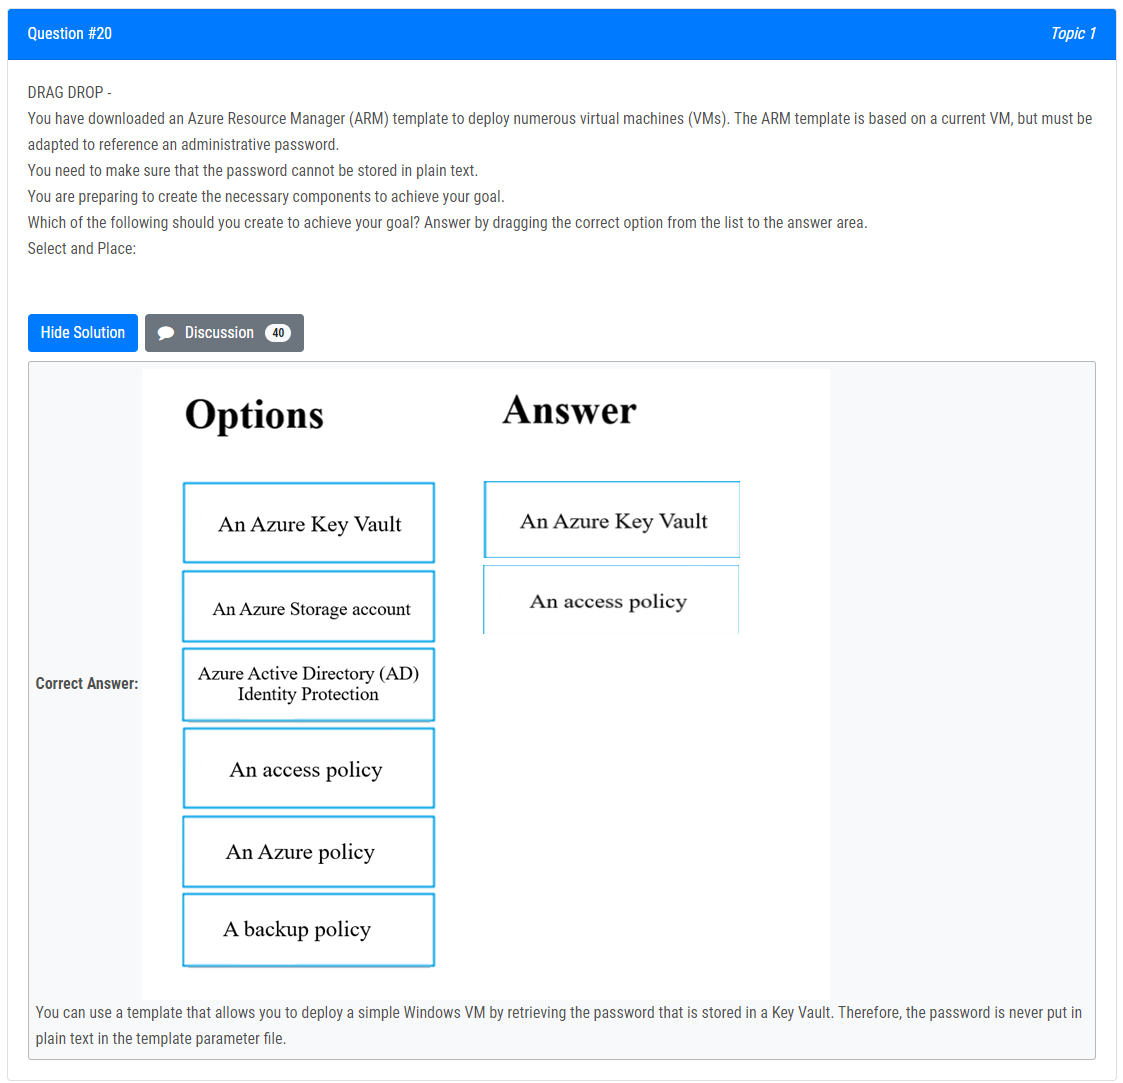 Question #20
Topic 1
DRAG DROP -
You have downloaded an Azure Resource Manager (ARM) template to deploy numerous virtual machines (VMs). The ARM template is based on a current VM, but must be
adapted to reference an administrative password.
You need to make sure that the password cannot be stored in plain text.
You are preparing to create the necessary components to achieve your goal.
Which of the following should you create to achieve your goal? Answer by dragging the correct option from the list to the answer area.
Select and Place:
Hide Solution
Discussion 40
Correct Answer:
Options
An Azure Key Vault
An Azure Storage account
Azure Active Directory (AD)
Identity Protection
An access policy
An Azure policy
A backup policy
Answer
An Azure Key Vault
An access policy
You can use a template that allows you to deploy a simple Windows VM by retrieving the password that is stored in a Key Vault. Therefore, the password is never put in
plain text in the template parameter file.